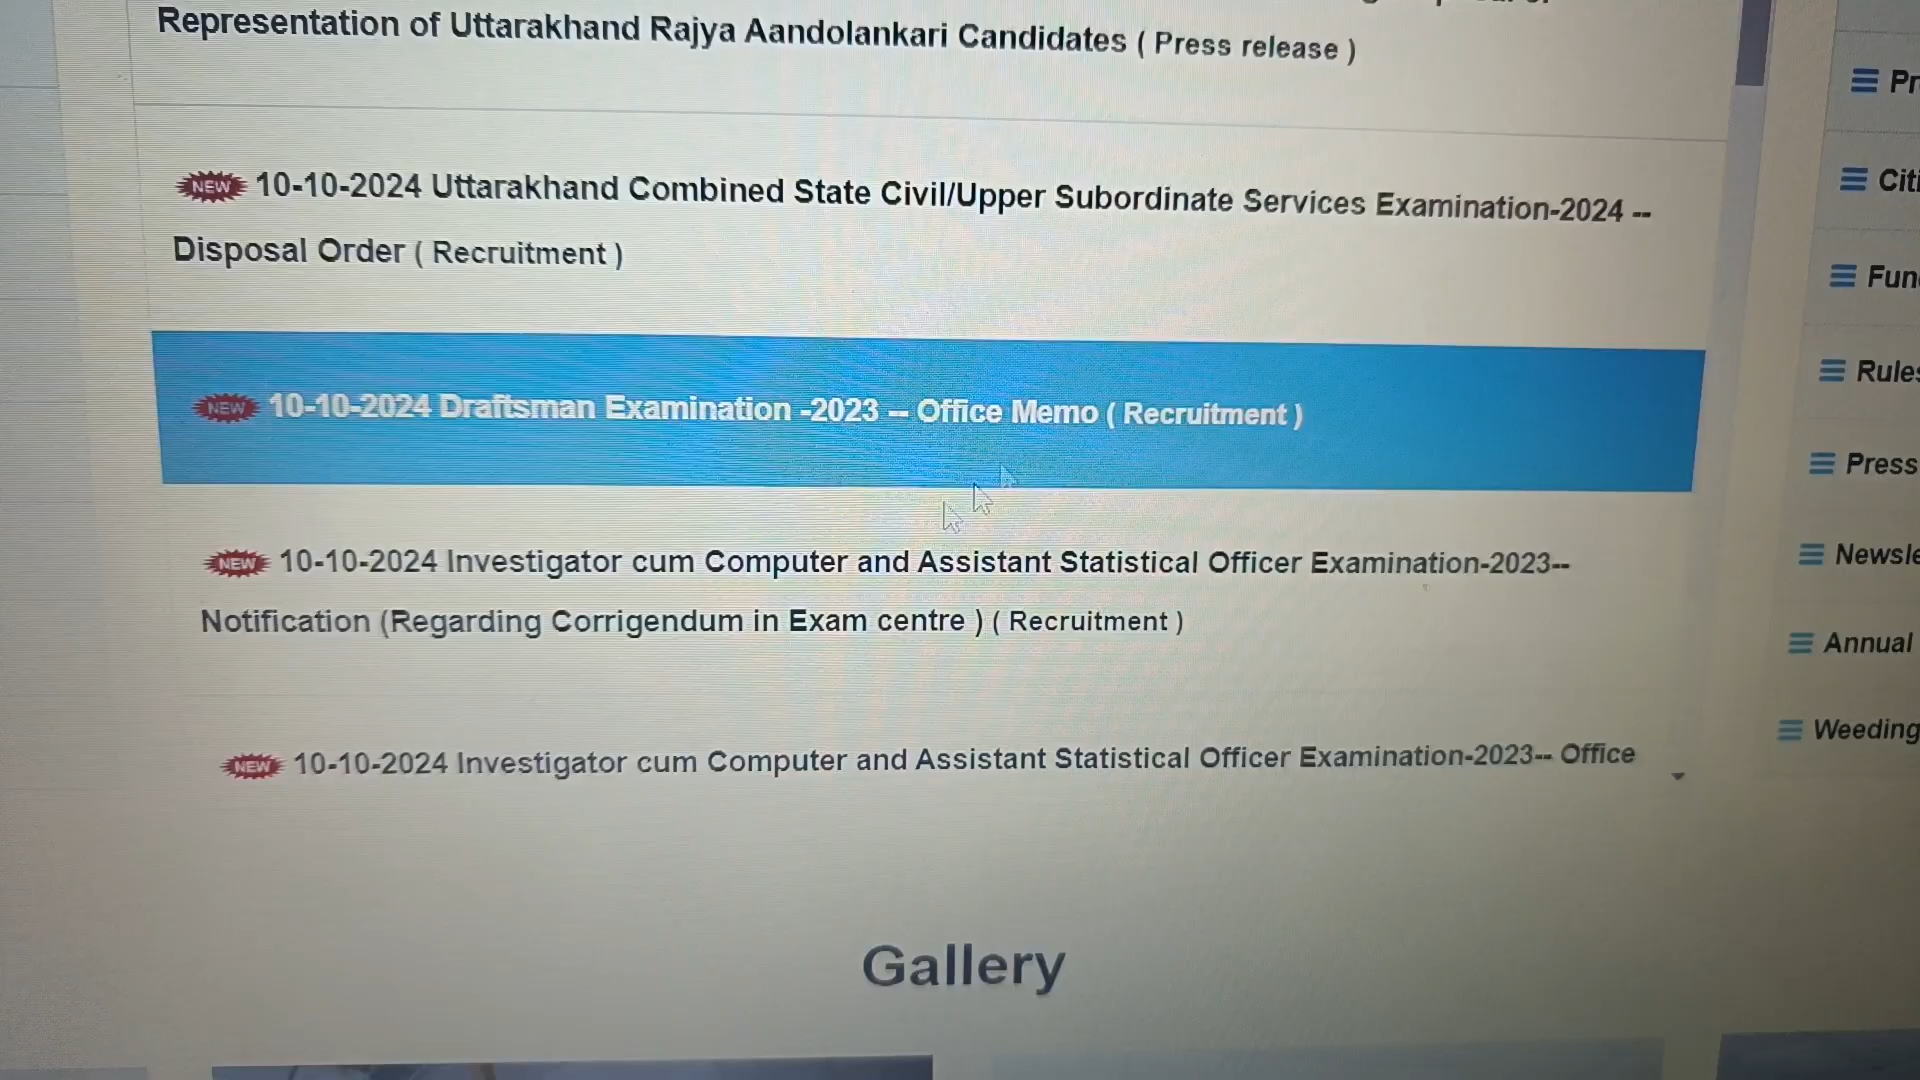 Representation of Uttarakhand Rajya Aandolankari Candidates ( Press release )
NEW 10-10-2024 Uttarakhand Combined State Civil/Upper Subordinate Services Examination-2024 --
Disposal Order ( Recruitment )
NEW 10-10-2024 Draftsman Examination -2023 -- Office Memo ( Recruitment )
NEW 10-10-2024 Investigator cum Computer and Assistant Statistical Officer Examination-2023--
Notification (Regarding Corrigendum in Exam centre ) ( Recruitment )
NEW 10-10-2024 Investigator cum Computer and Assistant Statistical Officer Examination-2023-- Office
Gallery
Pr
Citi
Fun
Rules
Press
Newsle
Annual
Weeding